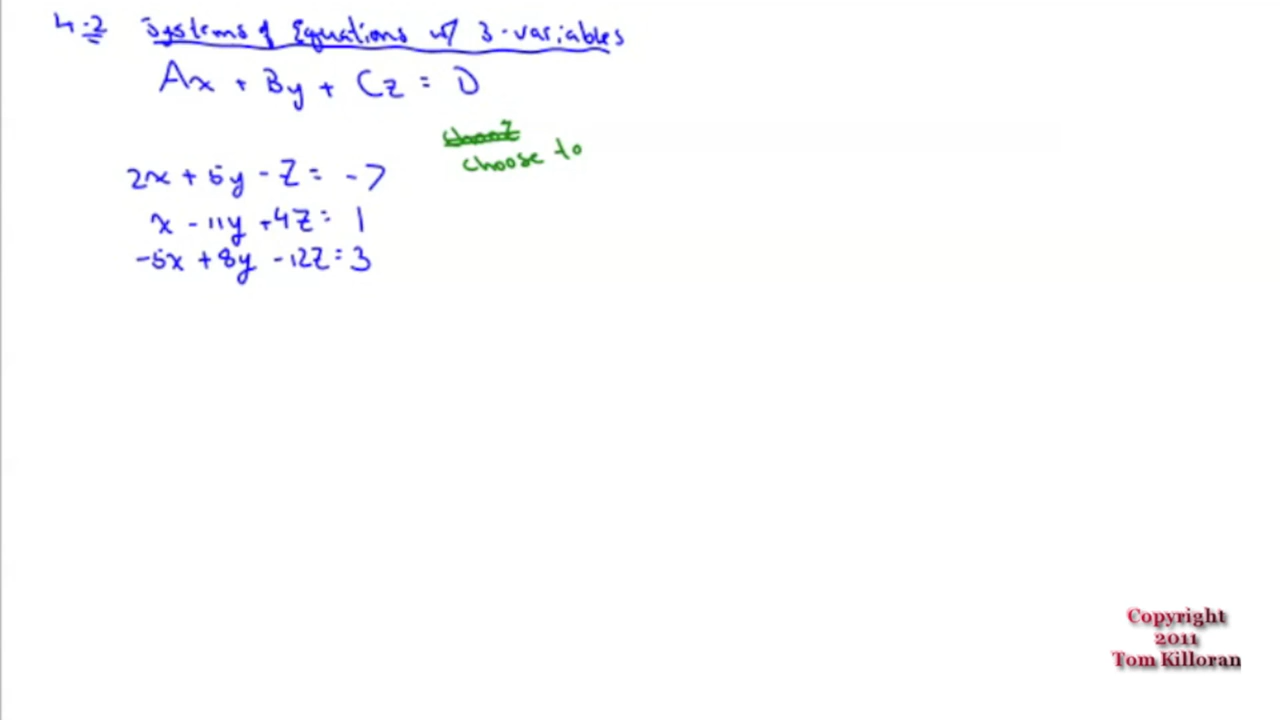 4.2 Systems of Equations w/ 3-variables
Ax + By + Cz = D
choose to
2x + 5y - Z = -7
x - 11y + 4Z = 1
-5x + 8y - 12Z = 3
Copyright
2011
Tom Killoran